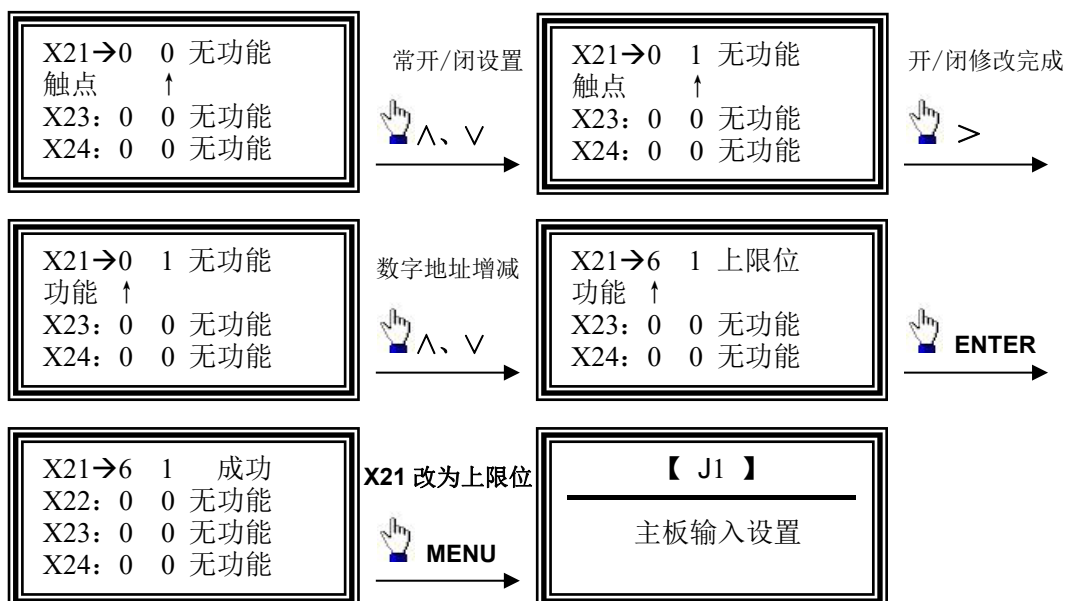 X21→0 0 无功能
触点 ↑
X23：0 0 无功能
X24：0 0 无功能
常开/闭设置
∧、∨
X21→0 1 无功能
触点 ↑
X23：0 0 无功能
X24：0 0 无功能
开/闭修改完成
＞
X21→0 1 无功能
功能 ↑
X23：0 0 无功能
X24：0 0 无功能
数字地址增减
∧、∨
X21→6 1 上限位
功能 ↑
X23：0 0 无功能
X24：0 0 无功能
ENTER
X21→6 1 成功
X22：0 0 无功能
X23：0 0 无功能
X24：0 0 无功能
X21 改为上限位
MENU
【 J1 】
主板输入设置